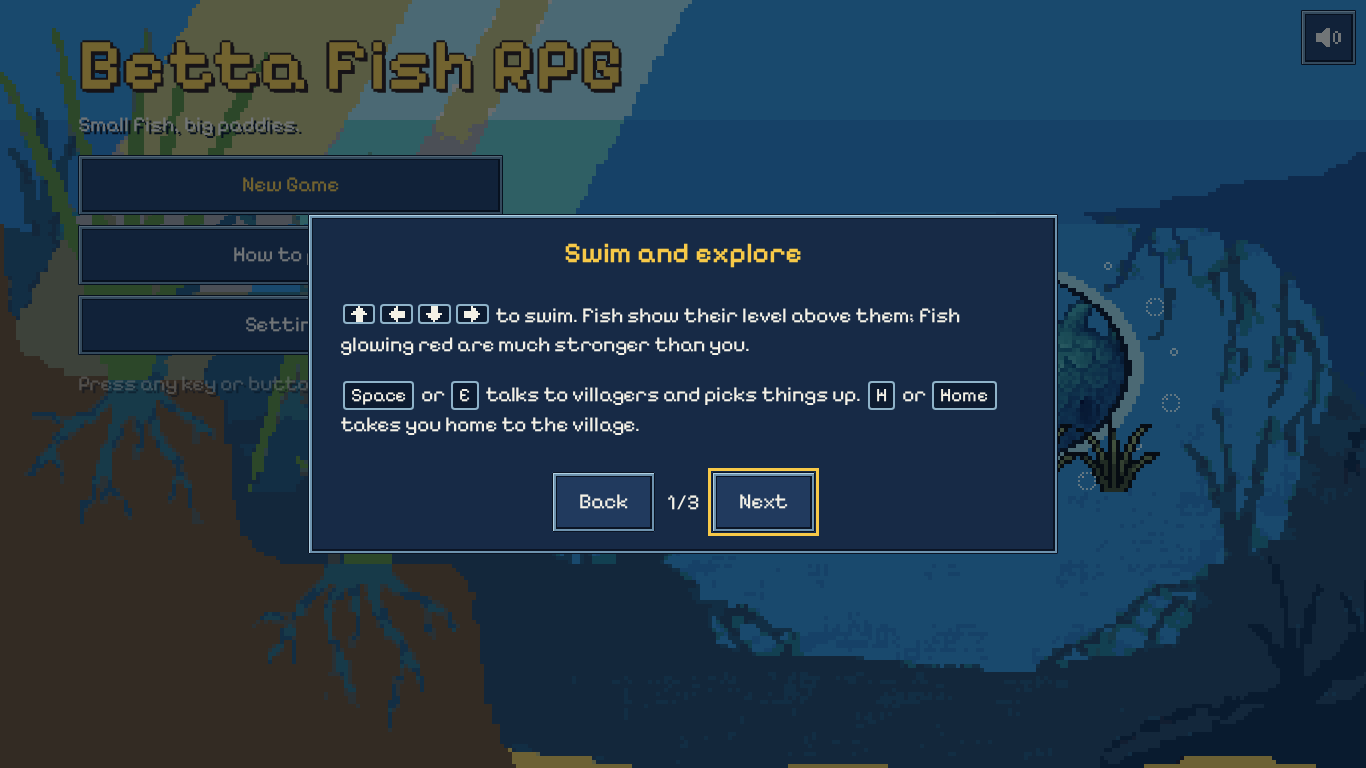 Betta Fish RPG
Small fish, big paddies.
New Game
How to
Settin
Press any key or butto
Swim and explore
to swim. Fish show their level above them; fish
glowing red are much stronger than you.
Space or E talks to villagers and picks things up. H or Home
takes you home to the village.
Back 1/3 Next